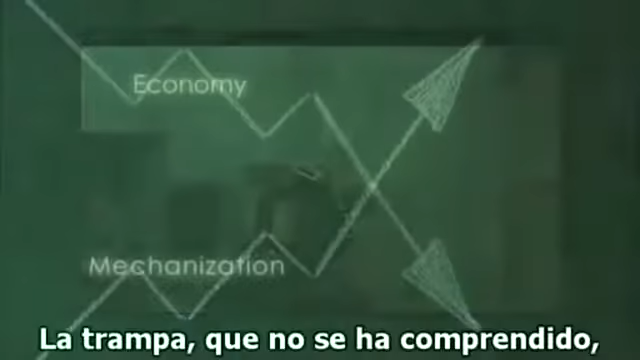 Economy
Mechanization
La trampa, que no se ha comprendido,